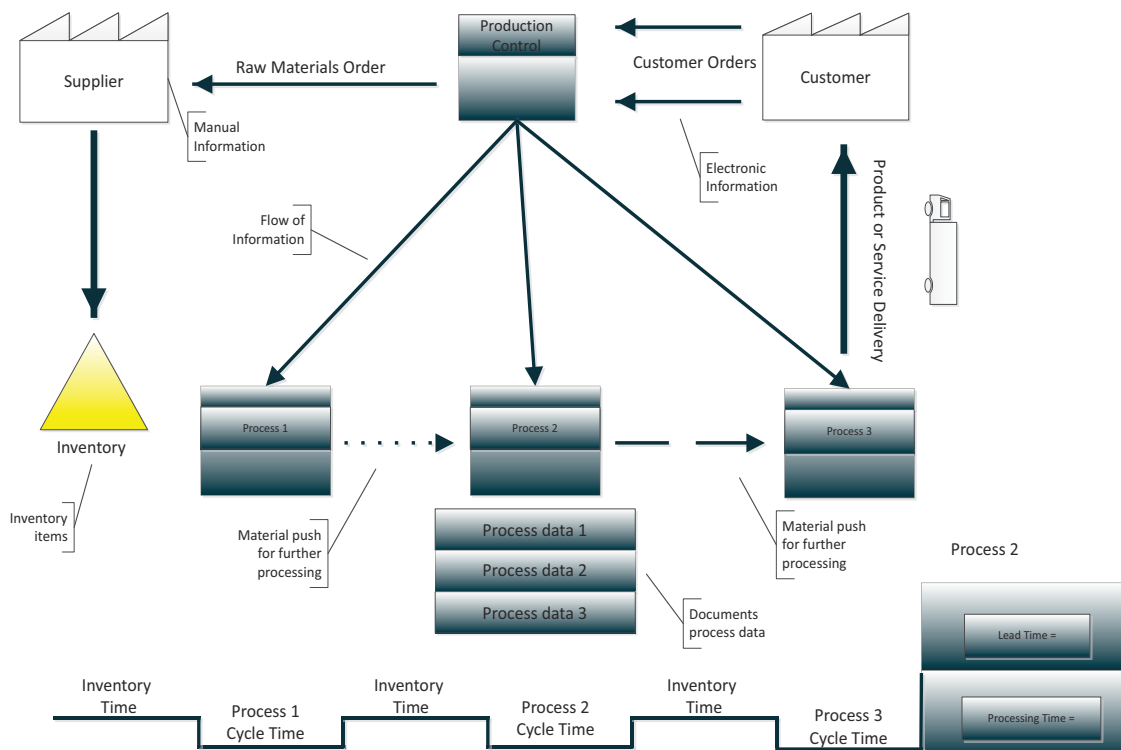 Production
Control
Supplier
Raw Materials Order
Customer Orders
Customer
Manual
Information
Electronic
Information
Product or Service Delivery
Flow of
Information
Process 1
Process 2
Process 3
Inventory
Inventory
items
Material push
for further
processing
Process data 1
Process data 2
Process data 3
Material push
for further
processing
Documents
process data
Process 2
Lead Time =
Processing Time =
Inventory
Time
Process 1
Cycle Time
Inventory
Time
Process 2
Cycle Time
Inventory
Time
Process 3
Cycle Time